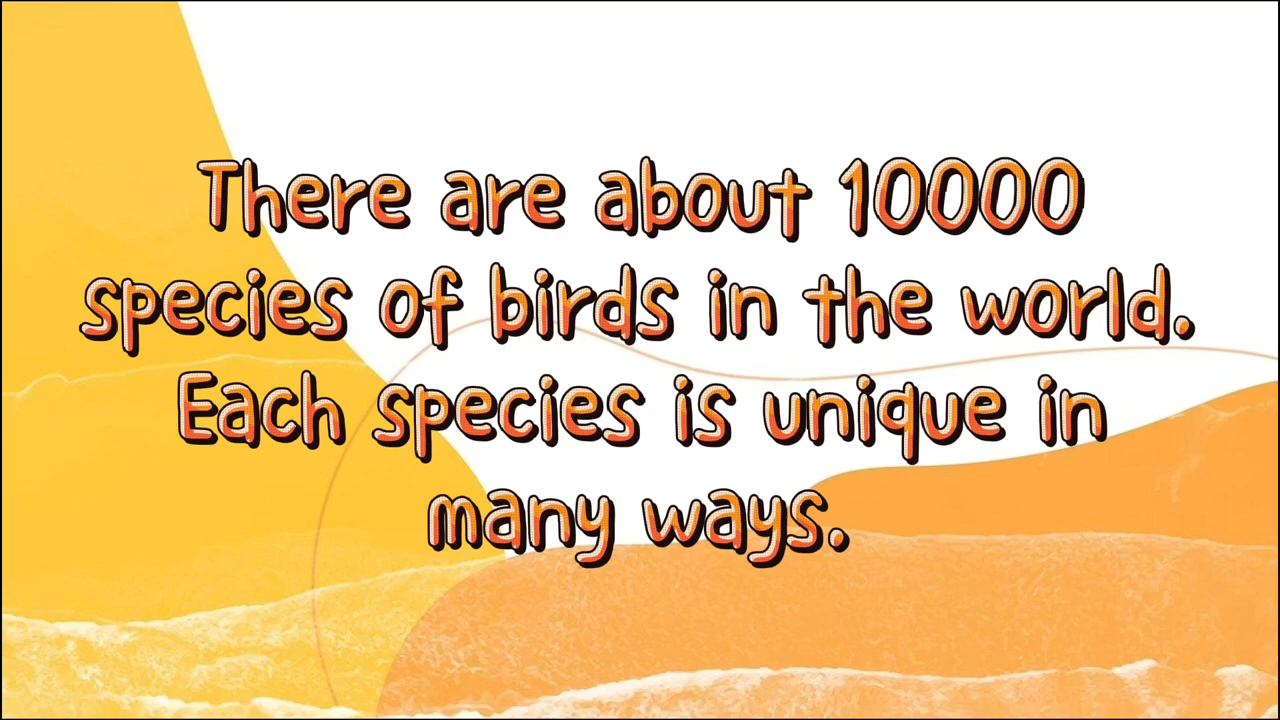 There are about 10000
species of birds in the world.
Each species is unique in
many ways.